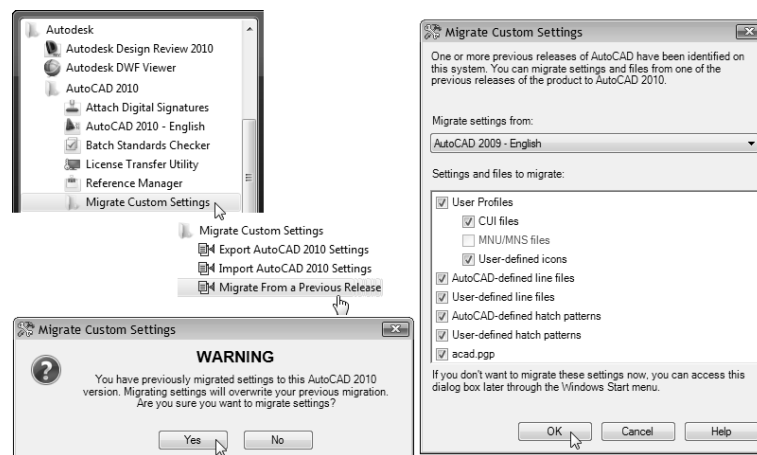 Autodesk
Autodesk Design Review 2010
Autodesk DWF Viewer
AutoCAD 2010
Attach Digital Signatures
AutoCAD 2010 - English
Batch Standards Checker
License Transfer Utility
Reference Manager
Migrate Custom Settings
Migrate Custom Settings
Export AutoCAD 2010 Settings
Import AutoCAD 2010 Settings
Migrate From a Previous Release
Migrate Custom Settings
WARNING
You have previously migrated settings to this AutoCAD 2010
version. Migrating settings will overwrite your previous migration.
Are you sure you want to migrate settings?
Yes
No
Migrate Custom Settings
One or more previous releases of AutoCAD have been identified on
this system. You can migrate settings and files from one of the
previous releases of the product to AutoCAD 2010.
Migrate settings from:
AutoCAD 2009 - English
Settings and files to migrate:
User Profiles
CUI files
MNU/MNS files
User-defined icons
AutoCAD-defined line files
User-defined line files
AutoCAD-defined hatch patterns
User-defined hatch patterns
acad.pgp
If you don't want to migrate these settings now, you can access this
dialog box later through the Windows Start menu.
OK
Cancel
Help